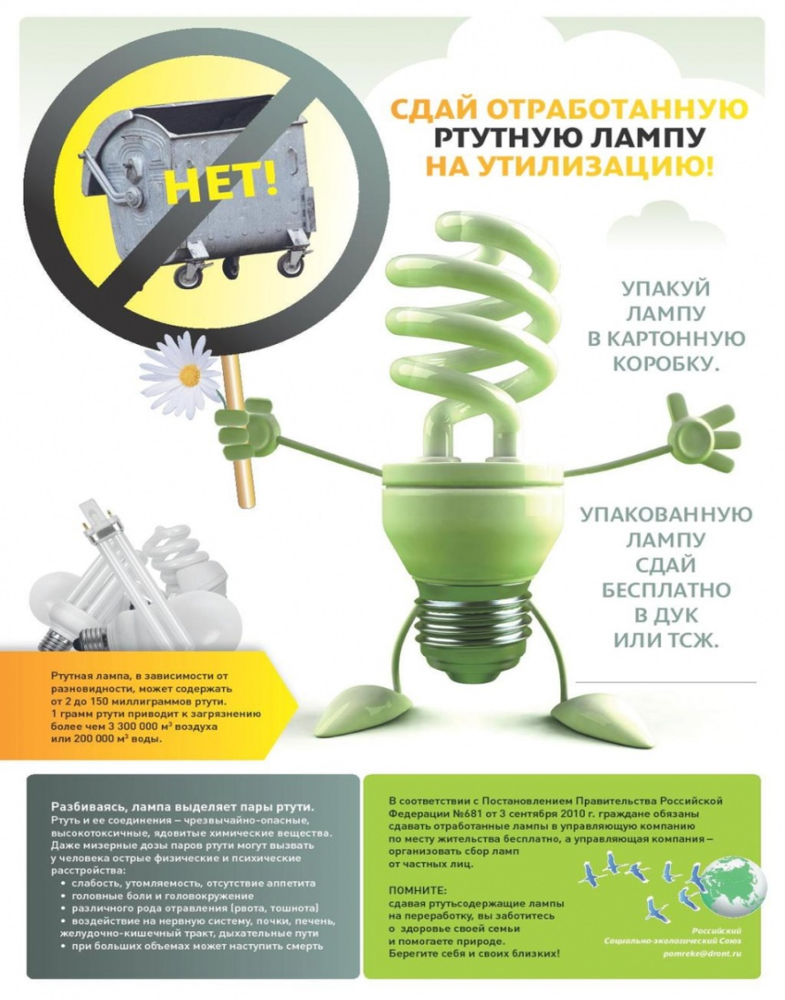 НЕТ!
СДАЙ ОТРАБОТАННУЮ
РТУТНУЮ ЛАМПУ
НА УТИЛИЗАЦИЮ!
УПАКУЙ
ЛАМПУ
В КАРТОННУЮ
КОРОБКУ.
УПАКОВАННУЮ
ЛАМПУ
СДАЙ
БЕСПЛАТНО
В ДУК
ИЛИ ТСЖ.
Ртутная лампа, в зависимости от
разновидности, может содержать
от 2 до 150 миллиграммов ртути.
1 грамм ртути приводит к загрязнению
более чем 3 300 000 м³ воздуха
или 200 000 м³ воды.
Разбиваясь, лампа выделяет пары ртути.
Ртуть и ее соединения – чрезвычайно-опасные,
высокотоксичные, ядовитые химические вещества.
Даже мизерные дозы паров ртути могут вызвать
у человека острые физические и психические
расстройства:
• слабость, утомляемость, отсутствие аппетита
• головные боли и головокружение
• различного рода отравления (рвота, тошнота)
• воздействие на нервную систему, почки, печень,
желудочно-кишечный тракт, дыхательные пути
• при больших объемах может наступить смерть
В соответствии с Постановлением Правительства Российской
Федерации №681 от 3 сентября 2010 г. граждане обязаны
сдавать отработанные лампы в управляющую компанию
по месту жительства бесплатно, а управляющая компания –
организовать сбор ламп
от частных лиц.
ПОМНИТЕ:
сдавая ртутьсодержащие лампы
на переработку, вы заботитесь
о здоровье своей семьи
и помогаете природе.
Берегите себя и своих близких!
Российский
Социально-экологический Союз
pomreke@dront.ru